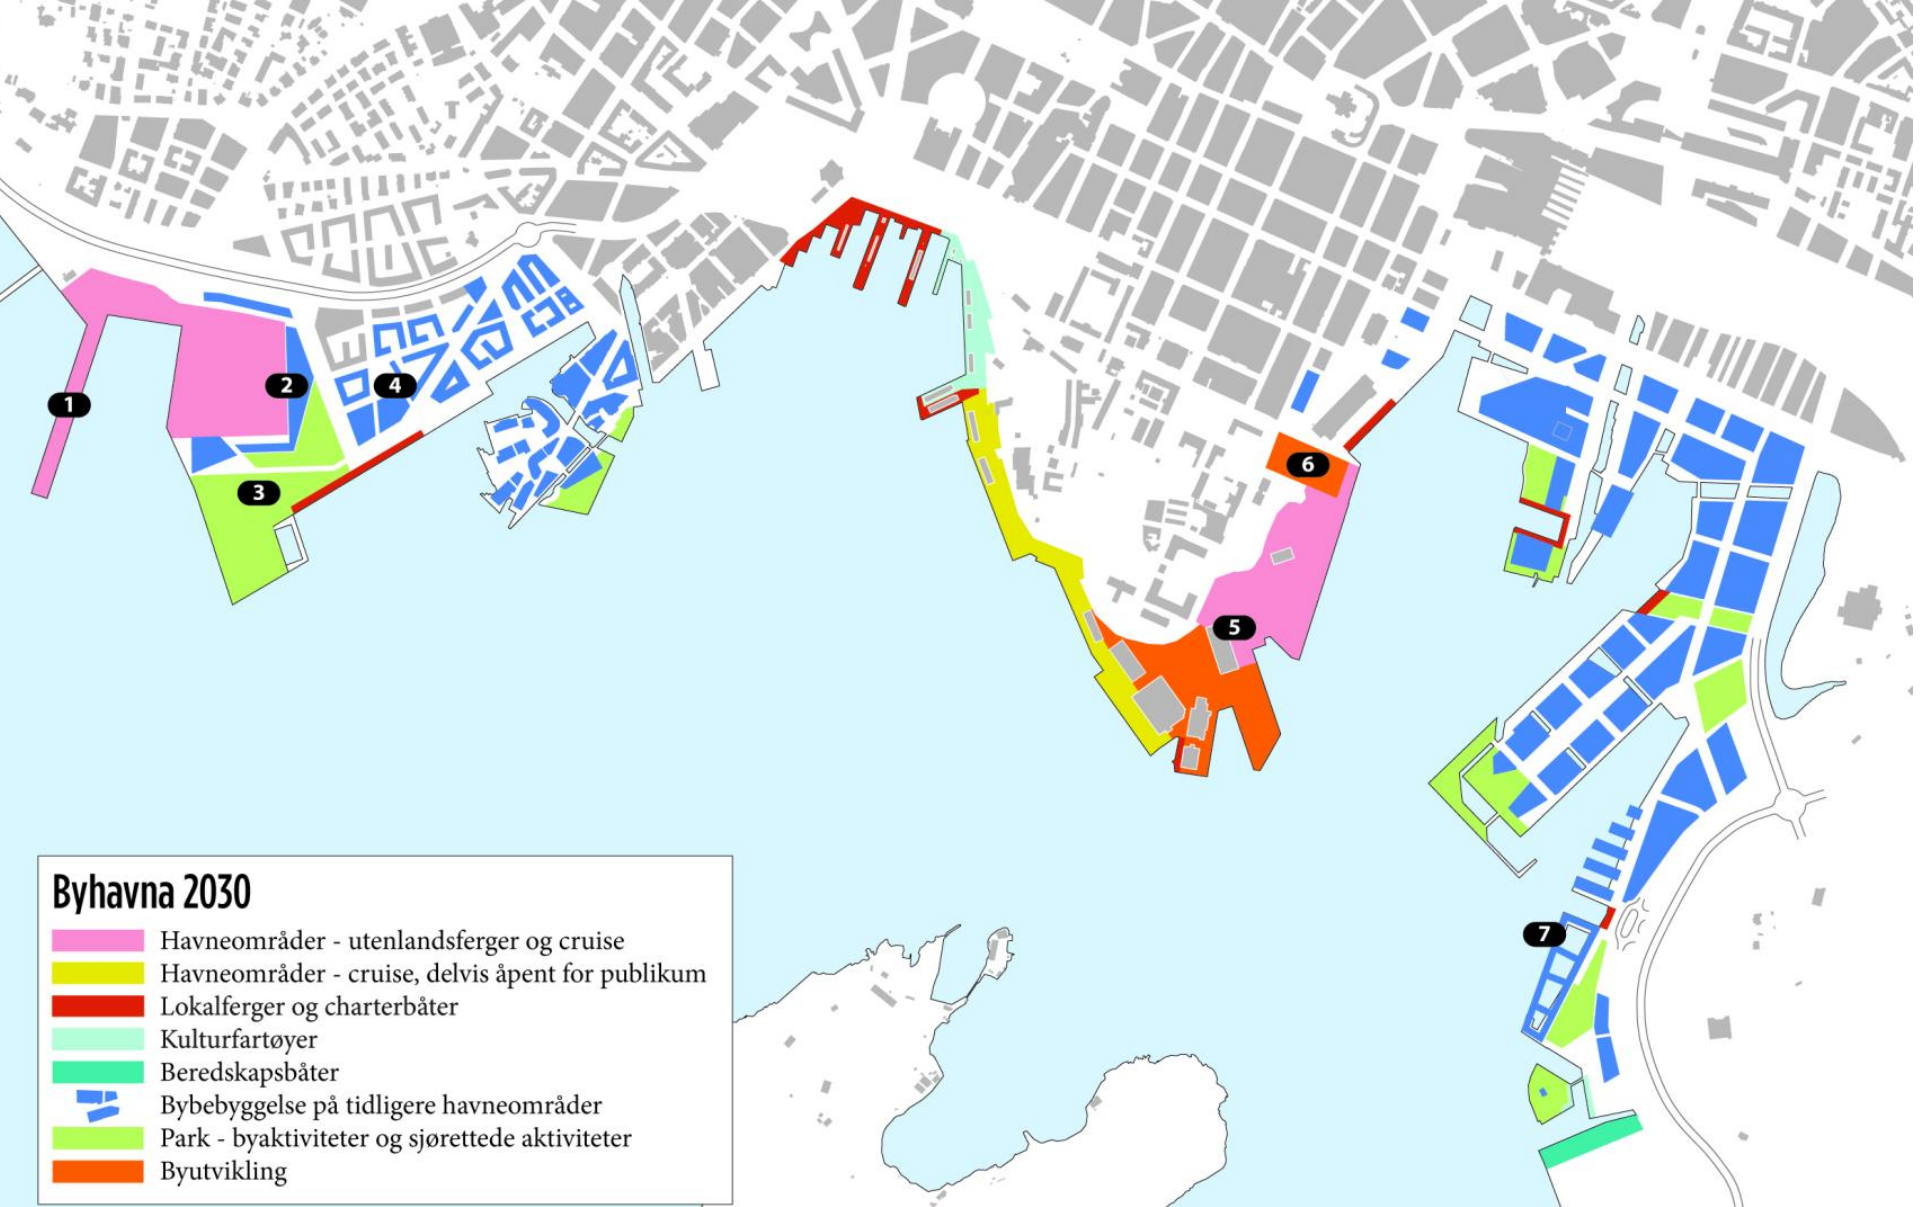 1
2
3
4
5
6
7
Byhavna 2030
Havneområder - utenlandsferger og cruise
Havneområder - cruise, delvis åpent for publikum
Lokalferger og charterbåter
Kulturfartøyer
Beredskapsbåter
Bybebyggelse på tidligere havneområder
Park - byaktiviteter og sjørettede aktiviteter
Byutvikling